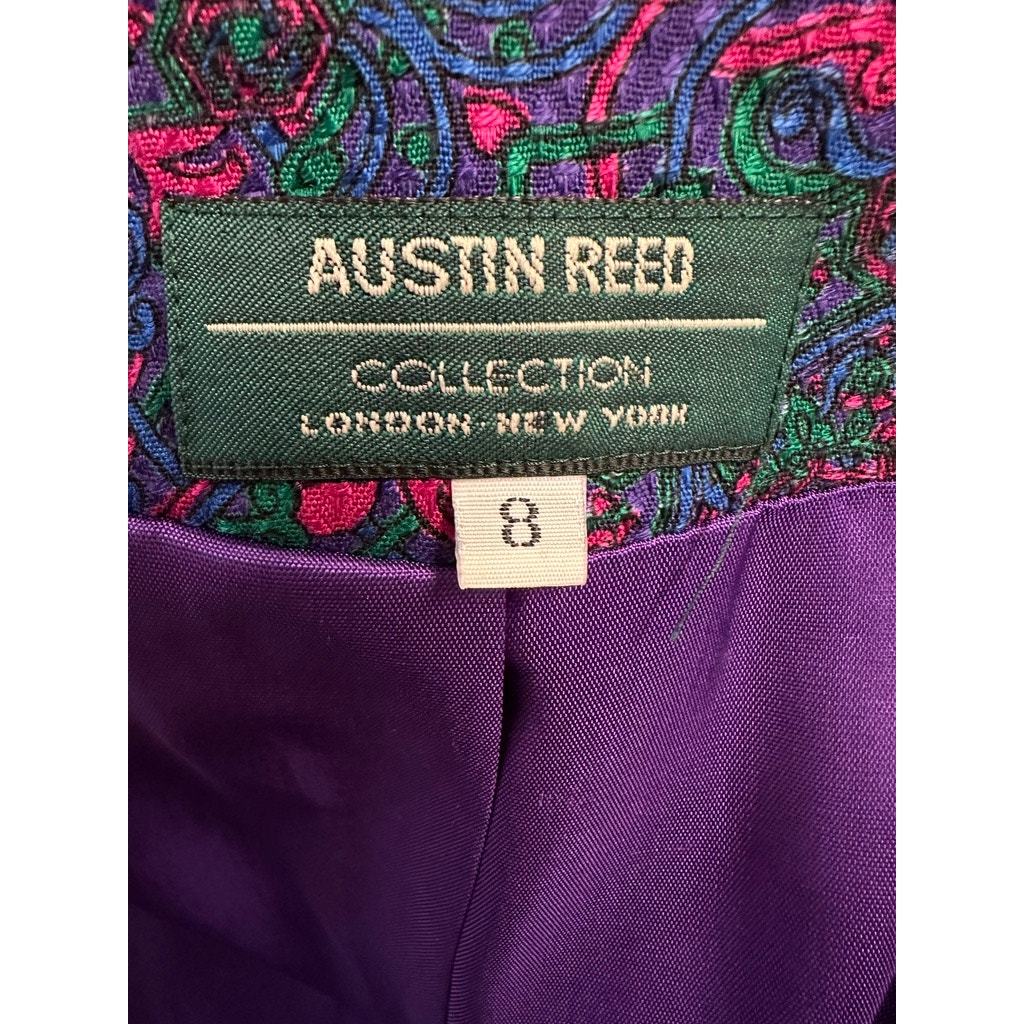 AUSTIN REED
COLLECTION
LONDON · NEW YORK
8